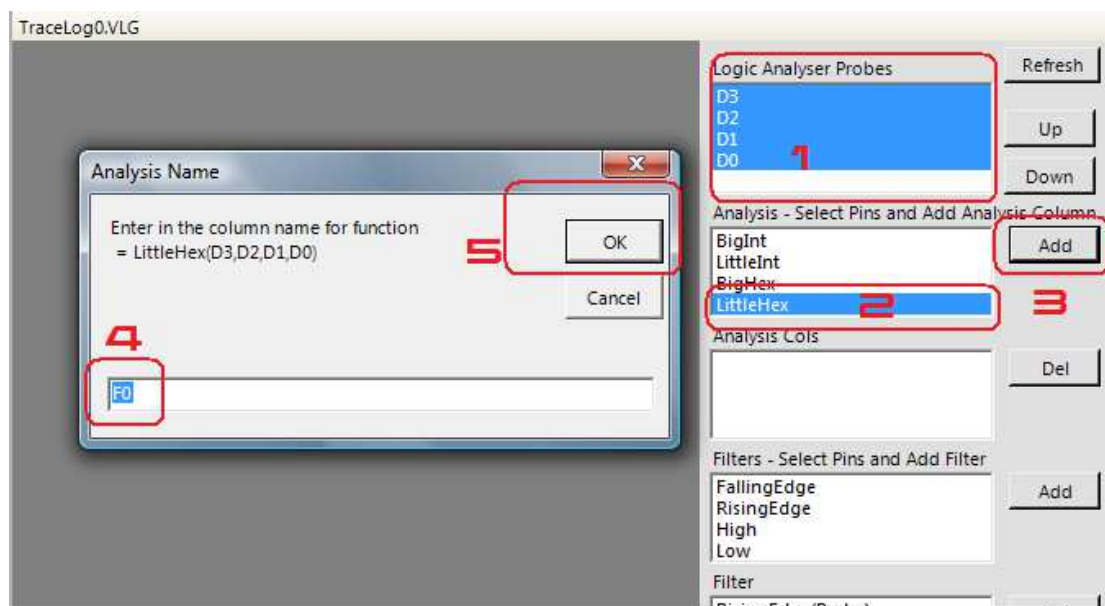 TraceLog0.VLG
Analysis Name
Enter in the column name for function
= LittleHex(D3,D2,D1,D0)
5
OK
Cancel
4
F0
Logic Analyser Probes
Refresh
D3
D2
D1
D0
1
Up
Down
Analysis - Select Pins and Add Analysis Column
BigInt
LittleInt
BigHex
LittleHex
2
Add
3
Analysis Cols
Del
Filters - Select Pins and Add Filter
FallingEdge
RisingEdge
High
Low
Add
Filter